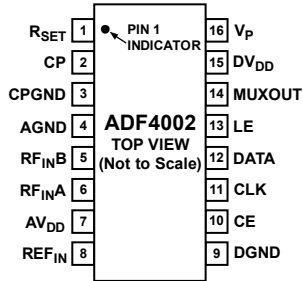 RSET 1 PIN 1 INDICATOR 16 VP
CP 2 15 DVDD
CPGND 3 14 MUXOUT
AGND 4 ADF4002 13 LE
RFINB 5 TOP VIEW 12 DATA
RFINA 6 (Not to Scale) 11 CLK
AVDD 7 10 CE
REFIN 8 9 DGND